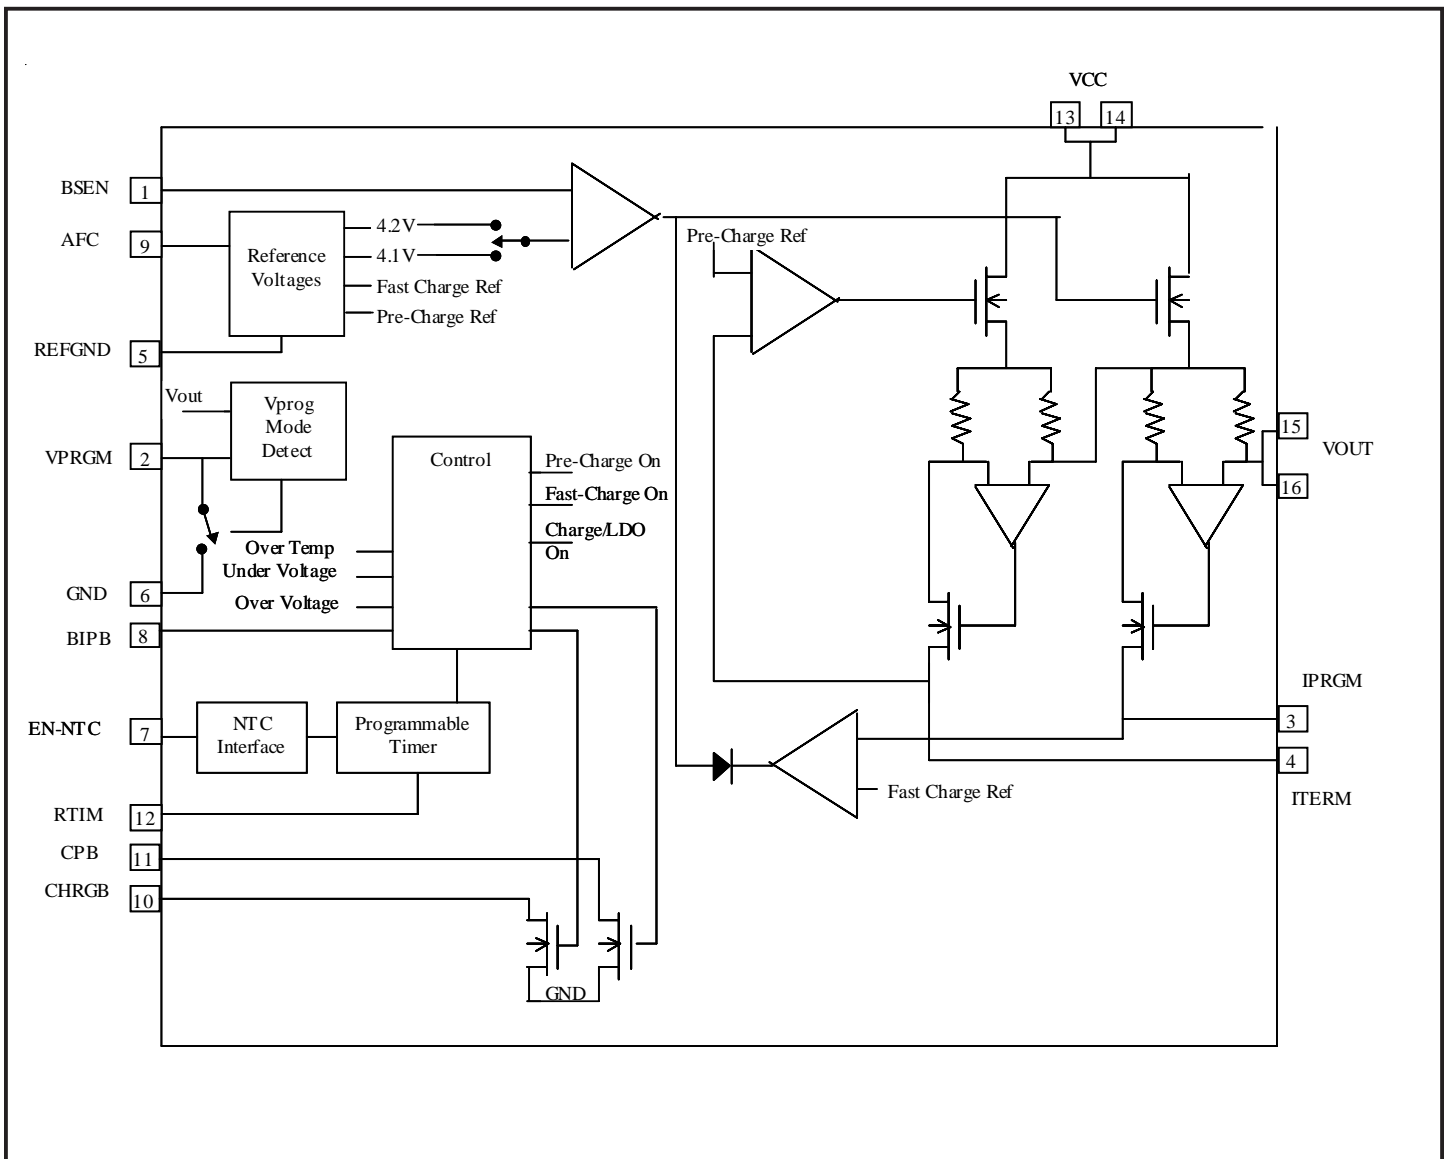 VCC
13 14
BSEN 1
AFC 9
Reference
Voltages
4.2V
4.1V
Fast Charge Ref
Pre-Charge Ref
Pre-Charge Ref
REFGND 5
Vout
Vprog
Mode
Detect
VPRGM 2
Control
Pre-Charge On
Fast-Charge On
Charge/LDO
On
Over Temp
Under Voltage
Over Voltage
GND 6
BIPB 8
15
VOUT
16
EN-NTC 7
NTC
Interface
Programmable
Timer
IPRGM
3
4
ITERM
Fast Charge Ref
RTIM 12
CPB 11
CHRGB 10
GND